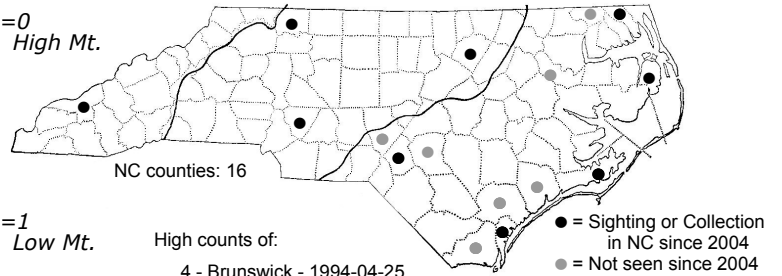 =0
High Mt.
NC counties: 16
=1
Low Mt.
High counts of:
4 - Brunswick - 1994-04-25
= Sighting or Collection
in NC since 2004
= Not seen since 2004